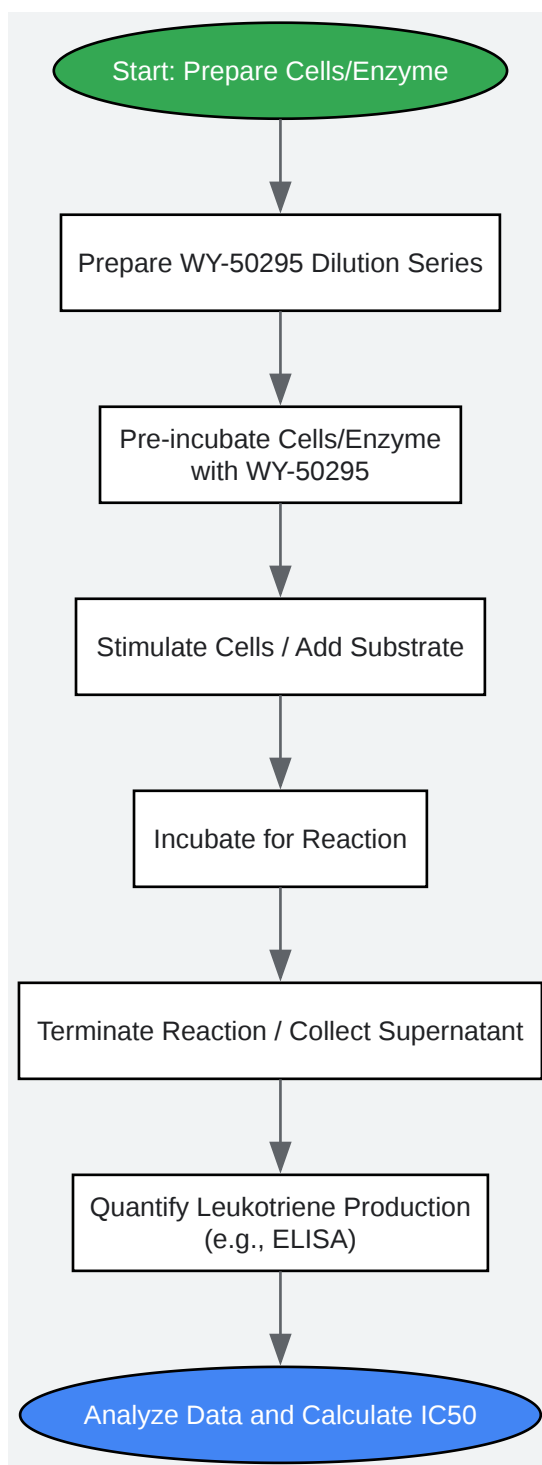 Start: Prepare Cells/Enzyme
Prepare WY-50295 Dilution Series
Pre-incubate Cells/Enzyme
with WY-50295
Stimulate Cells / Add Substrate
Incubate for Reaction
Terminate Reaction / Collect Supernatant
Quantify Leukotriene Production
(e.g., ELISA)
Analyze Data and Calculate IC50